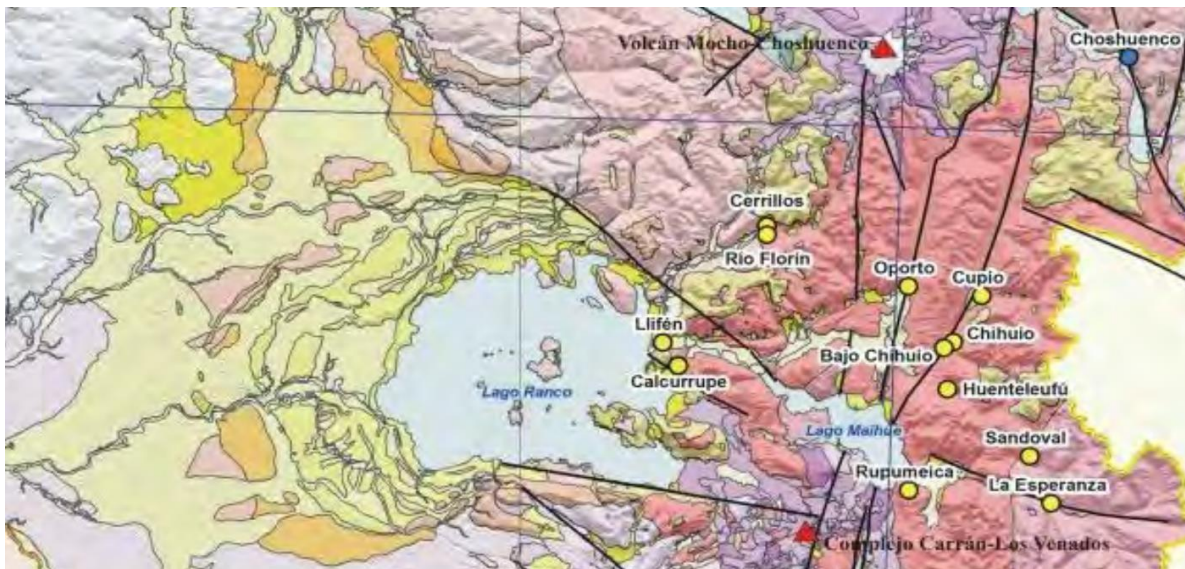 Volcán Mocho-Choshuenco
Choshuenco
Cerrillos
Río Florín
Oporto
Cupio
Llifén
Chihuio
Bajo Chihuio
Calcurrupe
Huenteleufú
Lago Ranco
Lago Maihue
Sandoval
Rupumeica
La Esperanza
Complejo Carrán-Los Venados